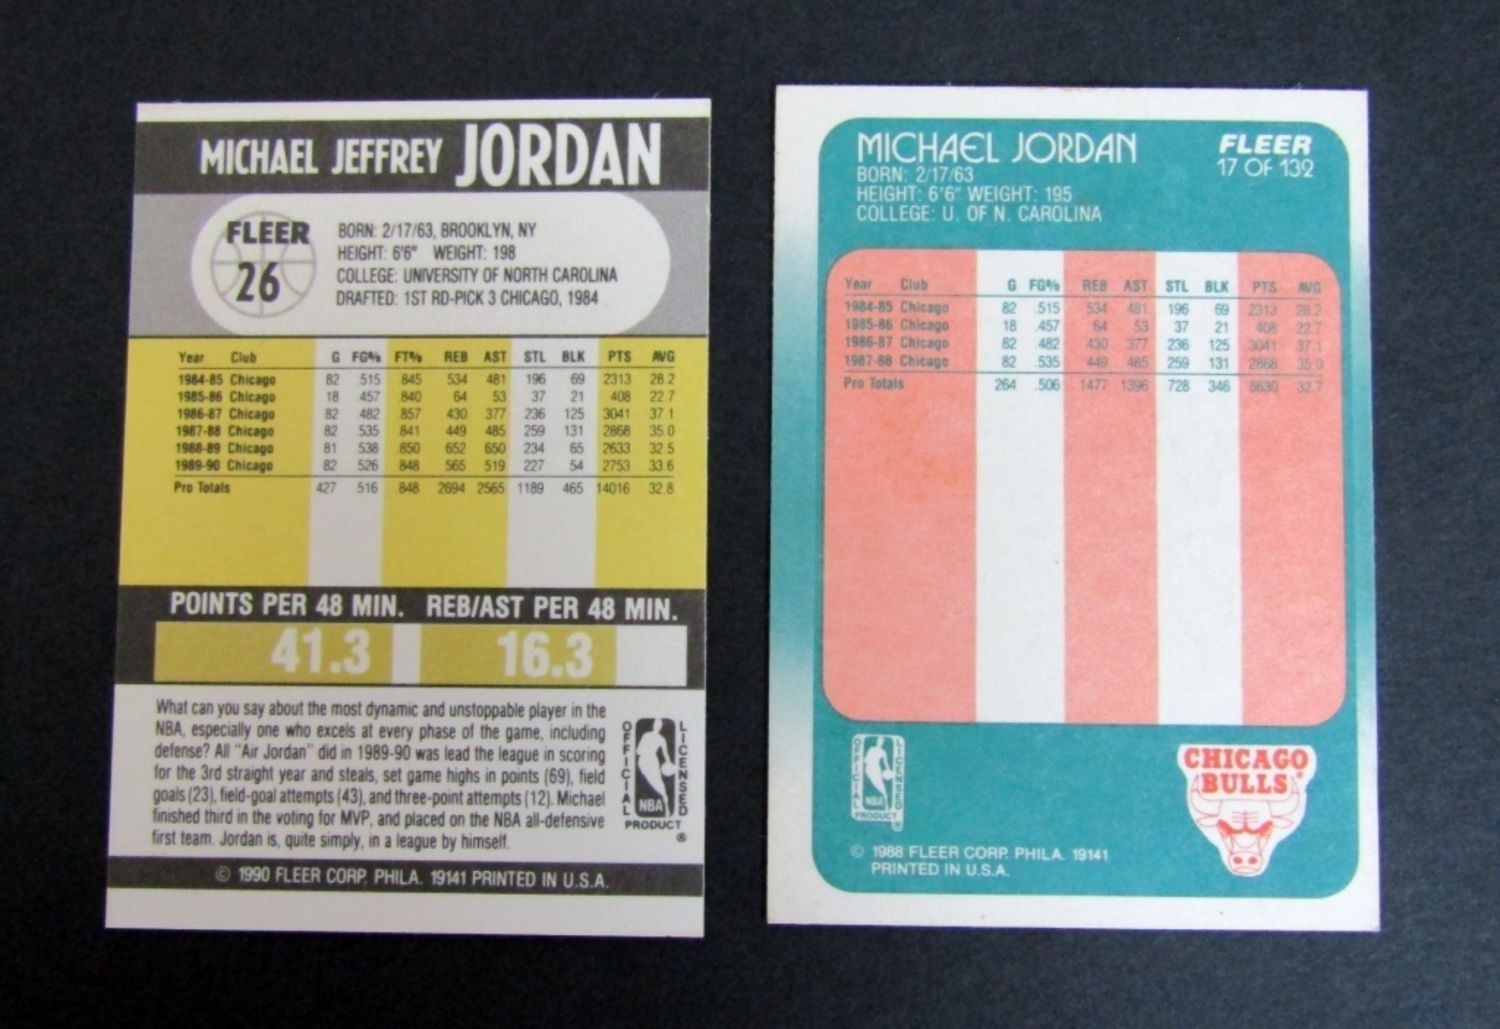 MICHAEL JEFFREY JORDAN
FLEER
26
BORN: 2/17/63, BROOKLYN, NY
HEIGHT: 6'6" WEIGHT: 198
COLLEGE: UNIVERSITY OF NORTH CAROLINA
DRAFTED: 1ST RD-PICK 3 CHICAGO, 1984
Year Club G FG% FT% REB AST STL BLK PTS AVG
1984-85 Chicago 82 .515 .845 534 481 196 69 2313 28.2
1985-86 Chicago 18 .457 .840 64 53 37 21 408 22.7
1986-87 Chicago 82 .482 .857 430 377 236 125 3041 37.1
1987-88 Chicago 82 .535 .841 449 485 259 131 2868 35.0
1988-89 Chicago 81 .538 .850 652 650 234 65 2633 32.5
1989-90 Chicago 82 .526 .848 565 519 227 54 2753 33.6
Pro Totals 427 .516 .848 2694 2565 1189 465 14016 32.8
POINTS PER 48 MIN. REB/AST PER 48 MIN.
41.3 16.3
What can you say about the most dynamic and unstoppable player in the
NBA, especially one who excels at every phase of the game, including
defense? All "Air Jordan" did in 1989-90 was lead the league in scoring
for the 3rd straight year and steals, set game highs in points (69), field
goals (23), field-goal attempts (43), and three-point attempts (12). Michael
finished third in the voting for MVP, and placed on the NBA all-defensive
first team. Jordan is, quite simply, in a league by himself.
OFFICIAL
LICENSED
NBA
PRODUCT
®
© 1990 FLEER CORP. PHILA. 19141 PRINTED IN U.S.A.
MICHAEL JORDAN
BORN: 2/17/63
HEIGHT: 6'6" WEIGHT: 195
COLLEGE: U. OF N. CAROLINA
FLEER
17 OF 132
Year Club G FG% REB AST STL BLK PTS AVG
1984-85 Chicago 82 .515 534 481 196 69 2313 28.2
1985-86 Chicago 18 .457 64 53 37 21 408 22.7
1986-87 Chicago 82 .482 430 377 236 125 3041 37.1
1987-88 Chicago 82 .535 449 485 259 131 2868 35.0
Pro Totals 264 .506 1477 1396 728 346 8630 32.7
OFFICIAL
LICENSED
NBA
PRODUCT
®
CHICAGO
BULLS®
© 1988 FLEER CORP. PHILA. 19141
PRINTED IN U.S.A.